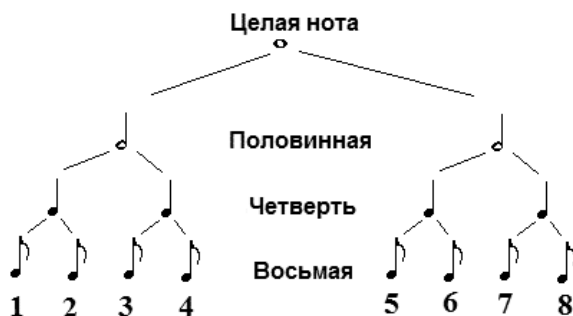 Целая нота
Половинная
Четверть
Восьмая
1 2 3 4 5 6 7 8